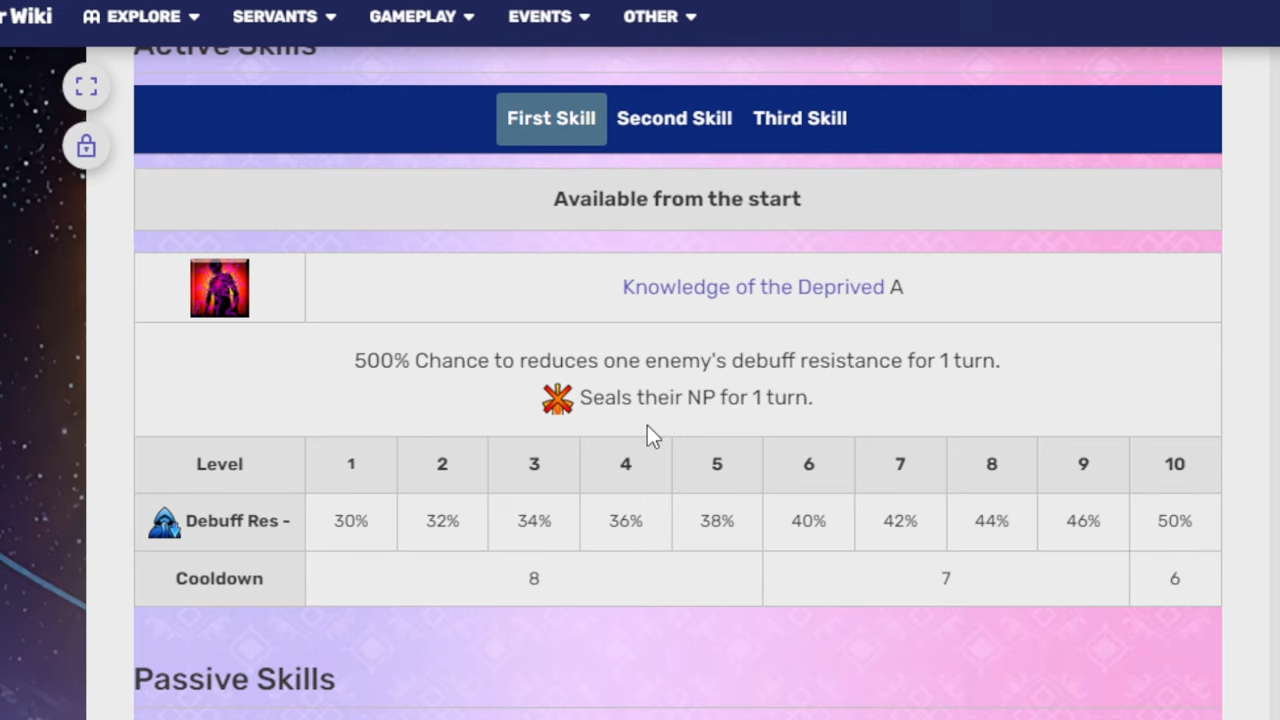 r Wiki EXPLORE SERVANTS GAMEPLAY EVENTS OTHER
Active Skills
First Skill Second Skill Third Skill
Available from the start
Knowledge of the Deprived A
500% Chance to reduces one enemy's debuff resistance for 1 turn.
Seals their NP for 1 turn.
Level 1 2 3 4 5 6 7 8 9 10
Debuff Res - 30% 32% 34% 36% 38% 40% 42% 44% 46% 50%
Cooldown 8 7 6
Passive Skills